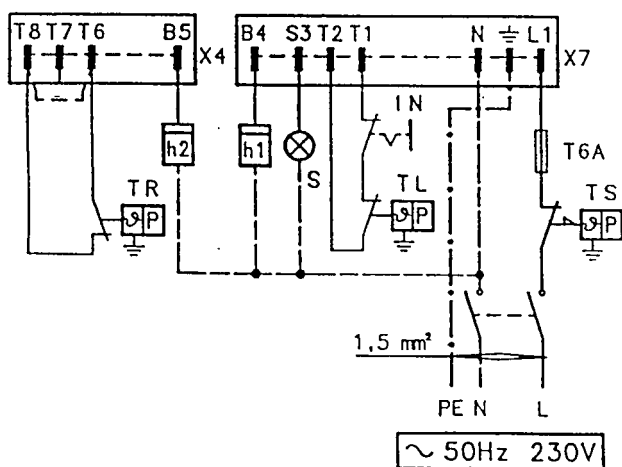 T8 T7 T6 B5 X4
B4 S3 T2 T1 N L1 X7
1N
h2 h1
S
T6A
TR
ϑ P
TL
ϑ P
TS
ϑ P
1,5 mm²
PE N L
~ 50Hz 230V